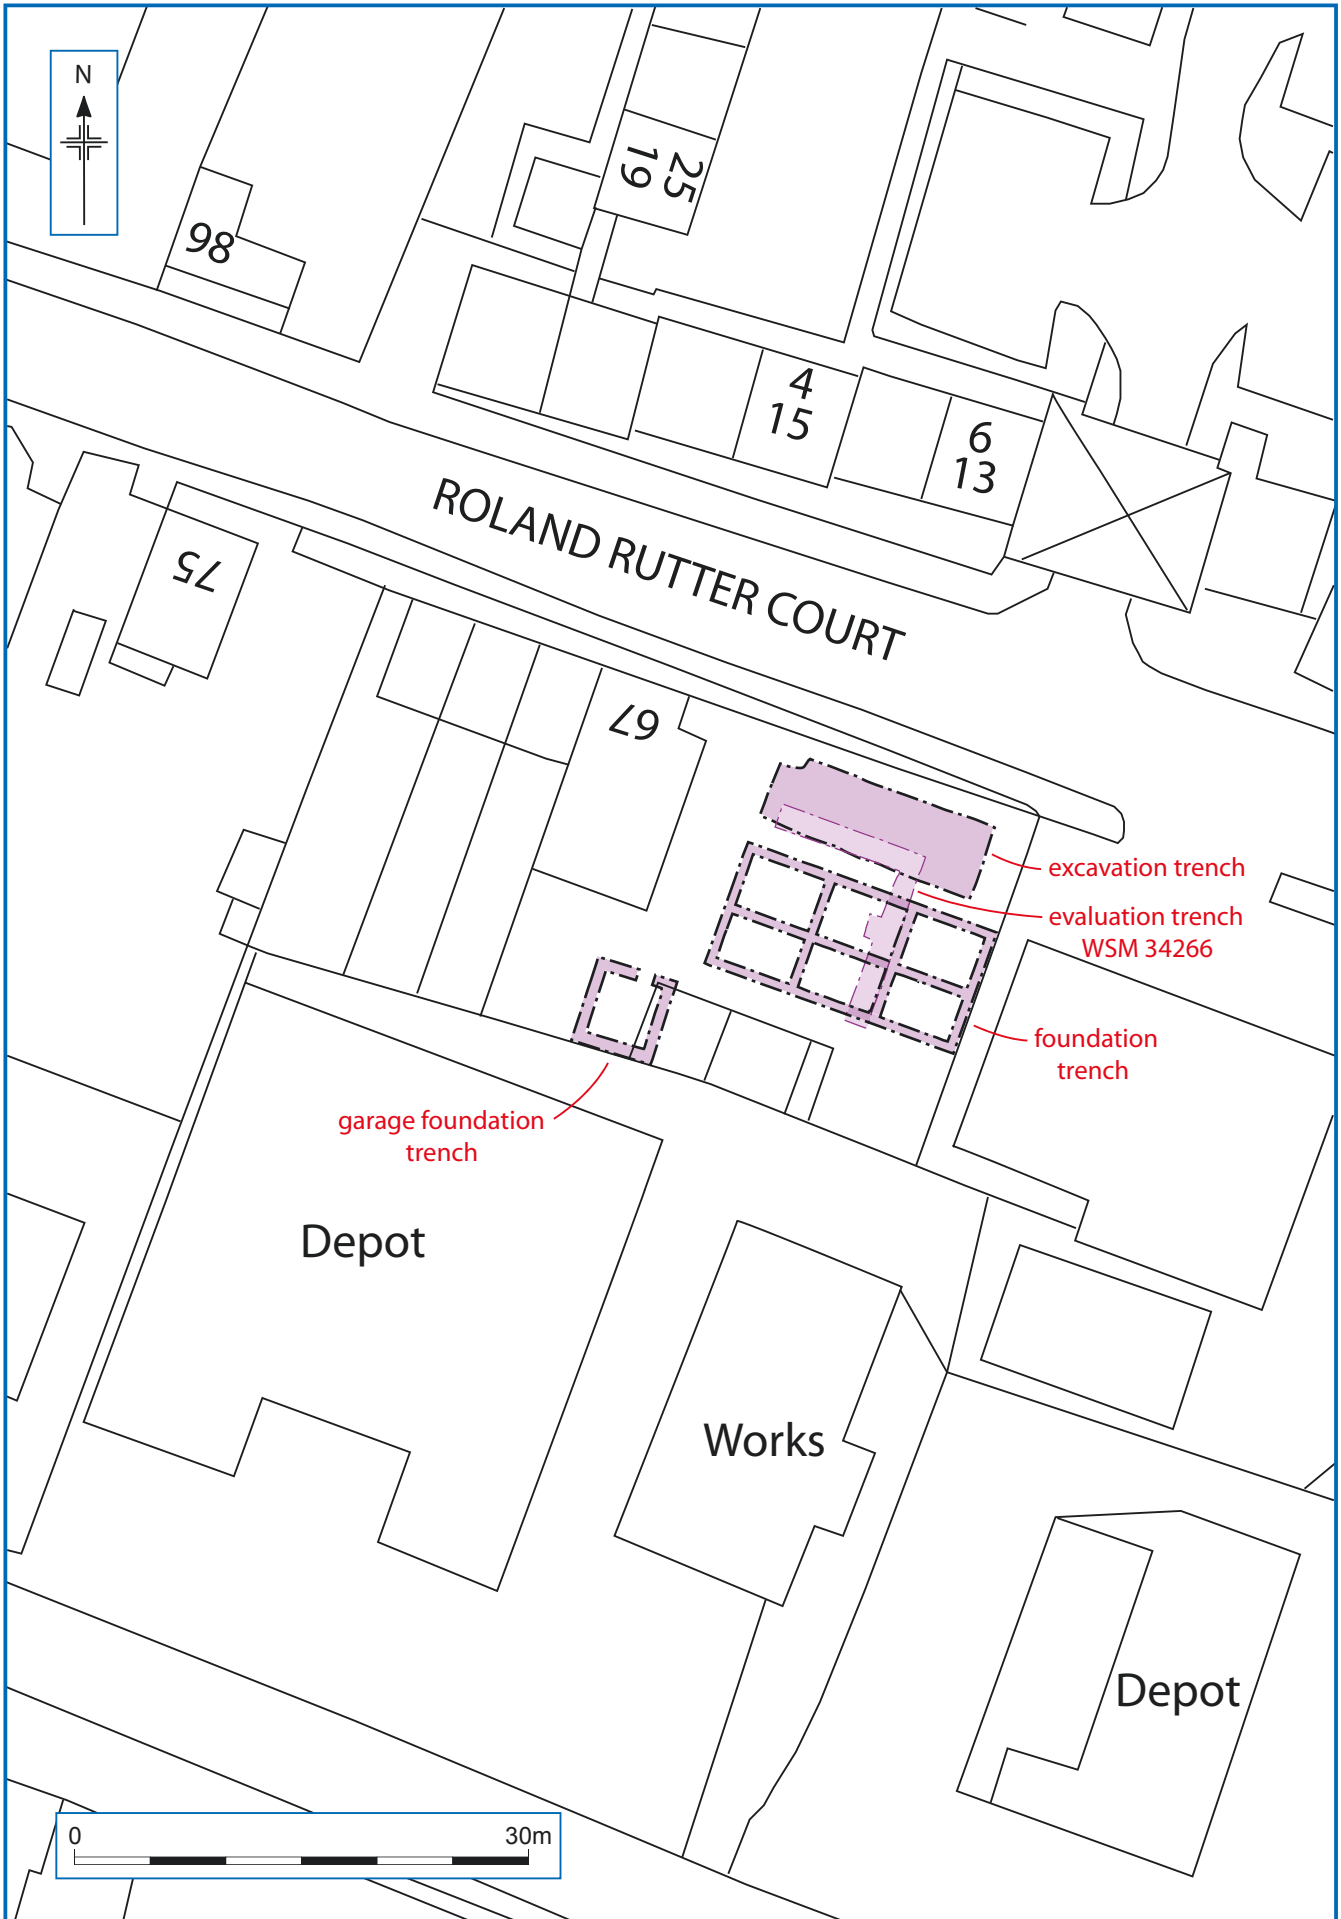 N
25
19
86
4
15
6
13
ROLAND RUTTER COURT
75
67
excavation trench
evaluation trench
WSM 34266
foundation
trench
garage foundation
trench
Depot
Works
Depot
0 30m